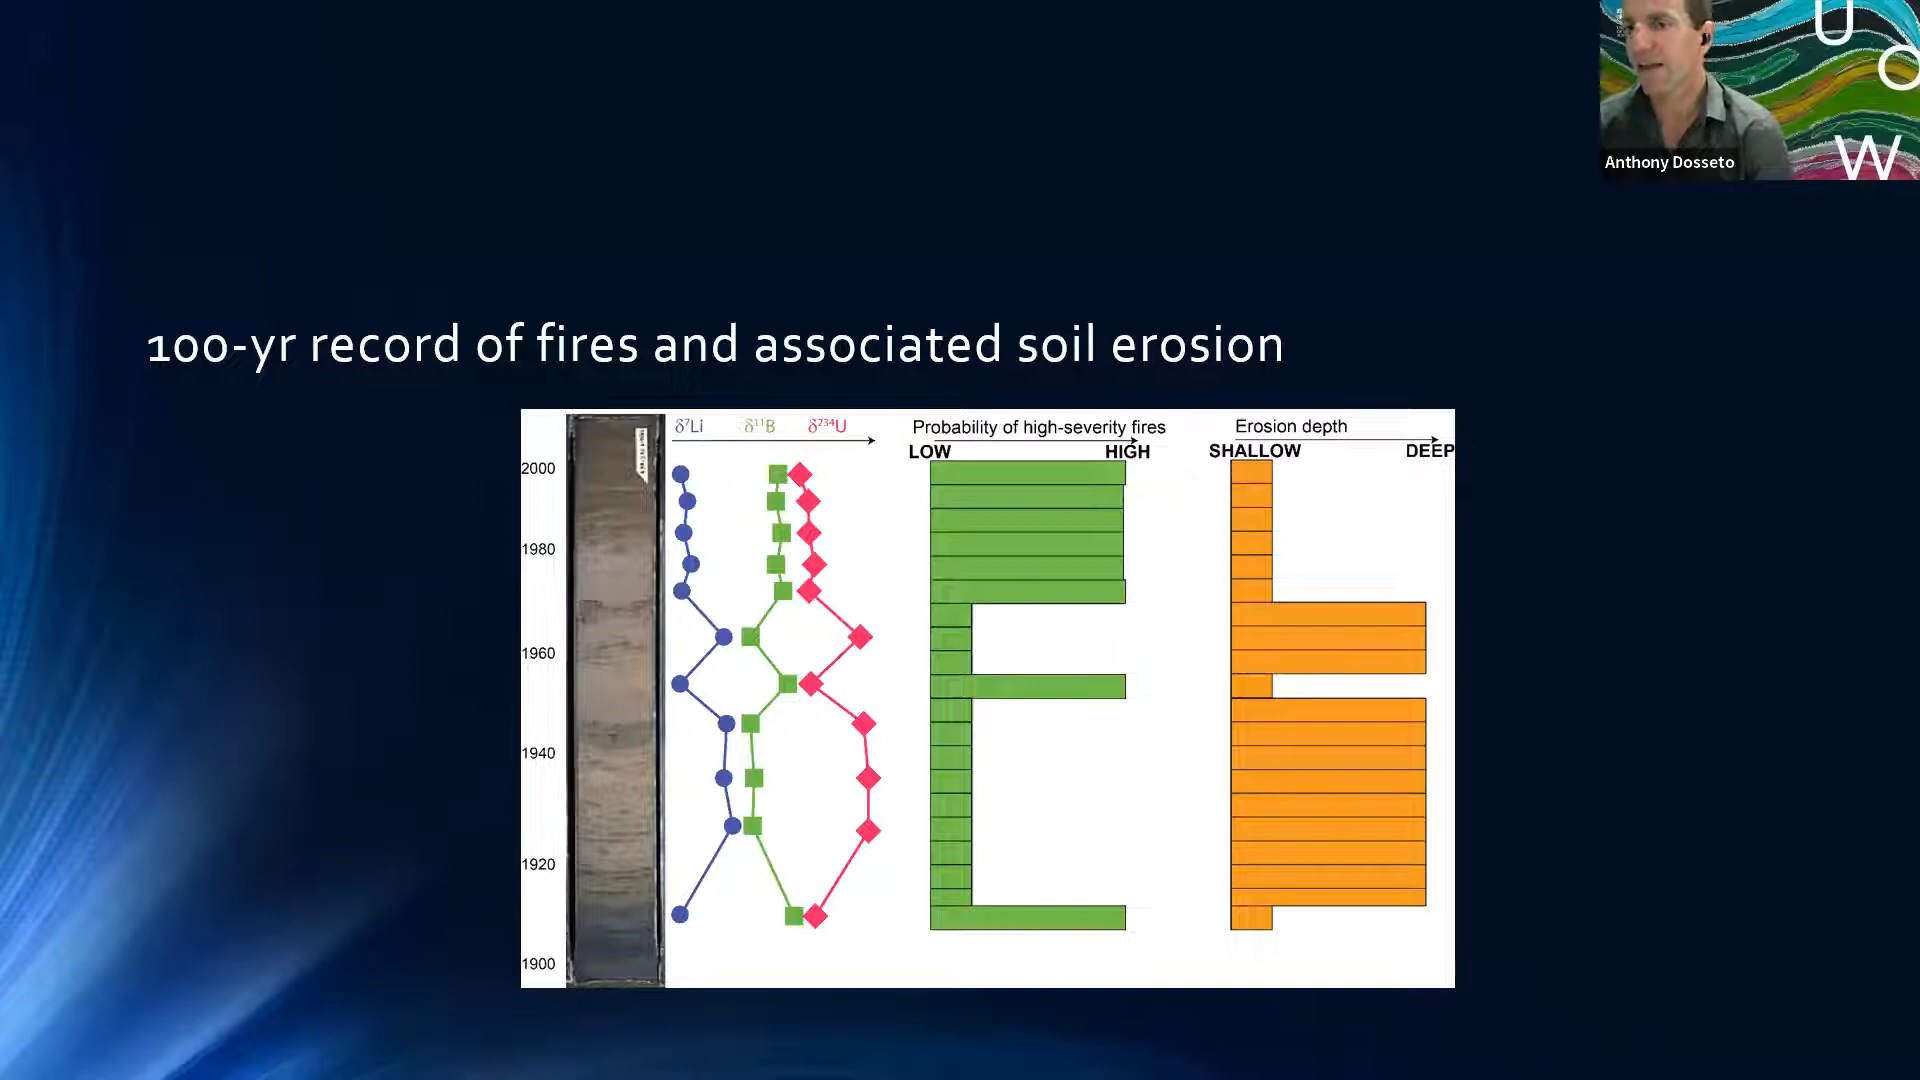 U
O
W
Anthony Dosseto
100-yr record of fires and associated soil erosion
δ⁷Li δ¹¹B δ²³⁴U
Probability of high-severity fires
LOW HIGH
Erosion depth
SHALLOW DEEP
2000
1980
1960
1940
1920
1900